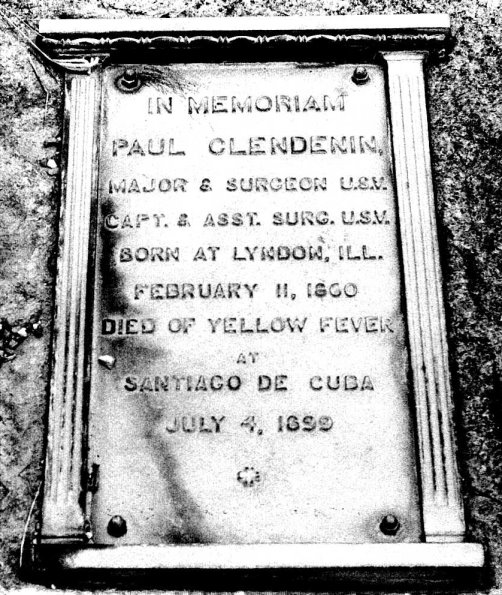 IN MEMORIAM
PAUL CLENDENIN,
MAJOR & SURGEON U.S.V.
CAPT. & ASST. SURG. U.S.V.
BORN AT LYNDON, ILL.
FEBRUARY 11, 1860
DIED OF YELLOW FEVER
AT
SANTIAGO DE CUBA
JULY 4, 1899